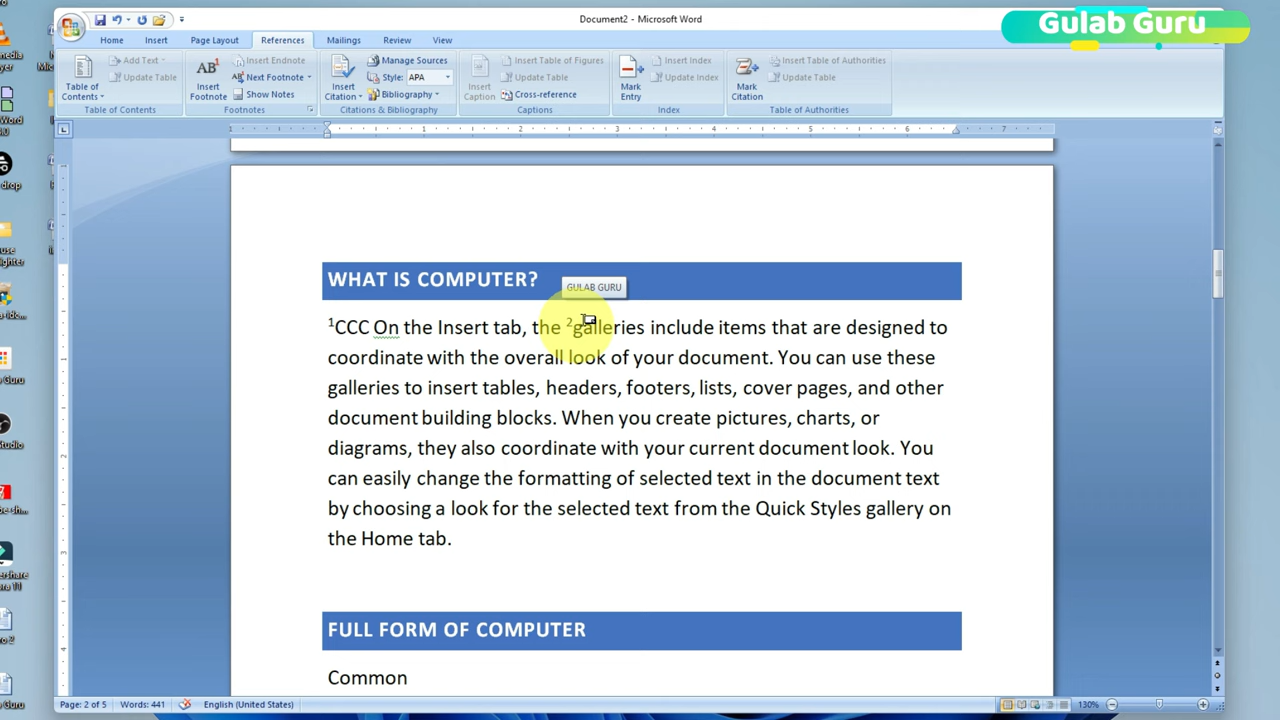 Document2 - Microsoft Word
Gulab Guru
Home Insert Page Layout References Mailings Review View
Table of Contents
Add Text
Update Table
Table of Contents
AB¹ Insert Footnote
Insert Endnote
Next Footnote
Show Notes
Footnotes
Insert Citation
Manage Sources
Style: APA
Bibliography
Citations & Bibliography
Insert Caption
Insert Table of Figures
Update Table
Cross-reference
Captions
Mark Entry
Insert Index
Update Index
Index
Mark Citation
Insert Table of Authorities
Update Table
Table of Authorities
1 1 2 3 4 5 6 7
WHAT IS COMPUTER?
GULAB GURU
¹CCC On the Insert tab, the ²galleries include items that are designed to
coordinate with the overall look of your document. You can use these
galleries to insert tables, headers, footers, lists, cover pages, and other
document building blocks. When you create pictures, charts, or
diagrams, they also coordinate with your current document look. You
can easily change the formatting of selected text in the document text
by choosing a look for the selected text from the Quick Styles gallery on
the Home tab.
FULL FORM OF COMPUTER
Common
Page: 2 of 5 Words: 441 English (United States) 130%